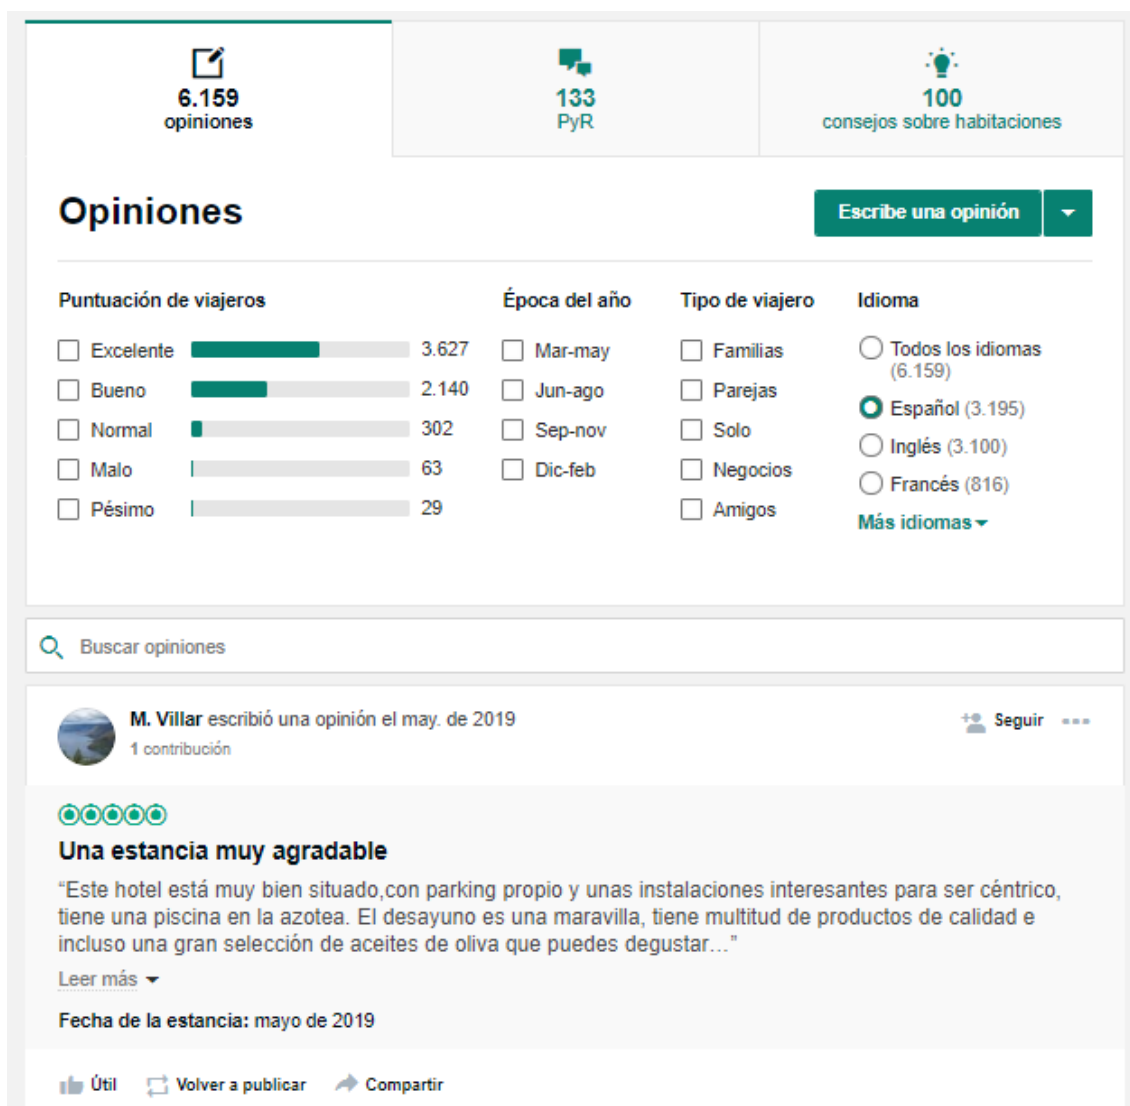 6.159
opiniones
133
PyR
100
consejos sobre habitaciones
Opiniones
Escribe una opinión
Puntuación de viajeros
Excelente 3.627
Bueno 2.140
Normal 302
Malo 63
Pésimo 29
Época del año
Mar-may
Jun-ago
Sep-nov
Dic-feb
Tipo de viajero
Familias
Parejas
Solo
Negocios
Amigos
Idioma
Todos los idiomas
(6.159)
Español (3.195)
Inglés (3.100)
Francés (816)
Más idiomas
Buscar opiniones
M. Villar escribió una opinión el may. de 2019
1 contribución
Seguir
Una estancia muy agradable
“Este hotel está muy bien situado,con parking propio y unas instalaciones interesantes para ser céntrico,
tiene una piscina en la azotea. El desayuno es una maravilla, tiene multitud de productos de calidad e
incluso una gran selección de aceites de oliva que puedes degustar…”
Leer más
Fecha de la estancia: mayo de 2019
Útil
Volver a publicar
Compartir